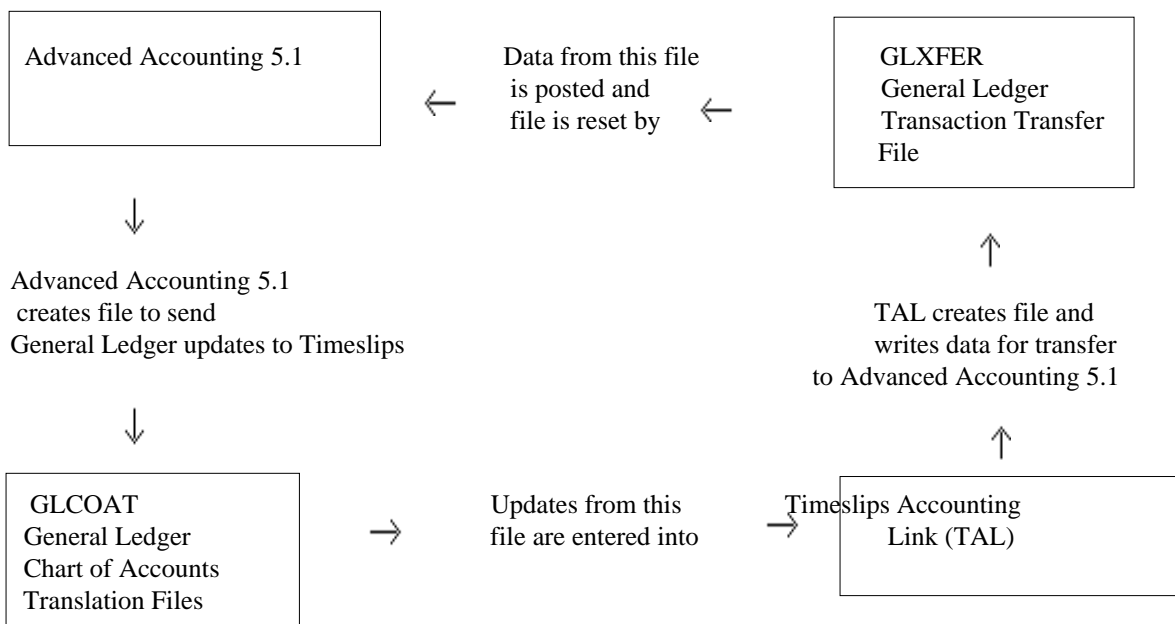 Advanced Accounting 5.1
Data from this file
is posted and
file is reset by
GLXFER
General Ledger
Transaction Transfer
File
Advanced Accounting 5.1
creates file to send
General Ledger updates to Timeslips
TAL creates file and
writes data for transfer
to Advanced Accounting 5.1
GLCOAT
General Ledger
Chart of Accounts
Translation Files
Updates from this
file are entered into
Timeslips Accounting
Link (TAL)